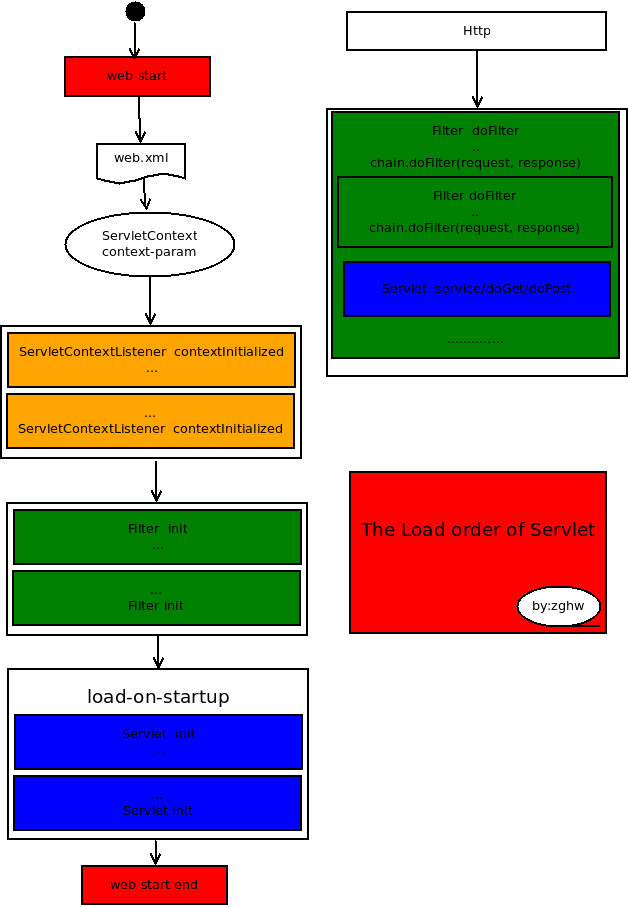 web start
web.xml
ServletContext
context-param
ServletContextListener contextInitialized
...
...
ServletContextListener contextInitialized
Filter init
...
...
Filter init
load-on-startup
Servlet init
...
...
Servlet init
web start end
Http
Filter doFilter
..
chain.doFilter(request, response)
Filter doFilter
..
chain.doFilter(request, response)
Servlet service/doGet/doPost
..............
The Load order of Servlet
by:zghw